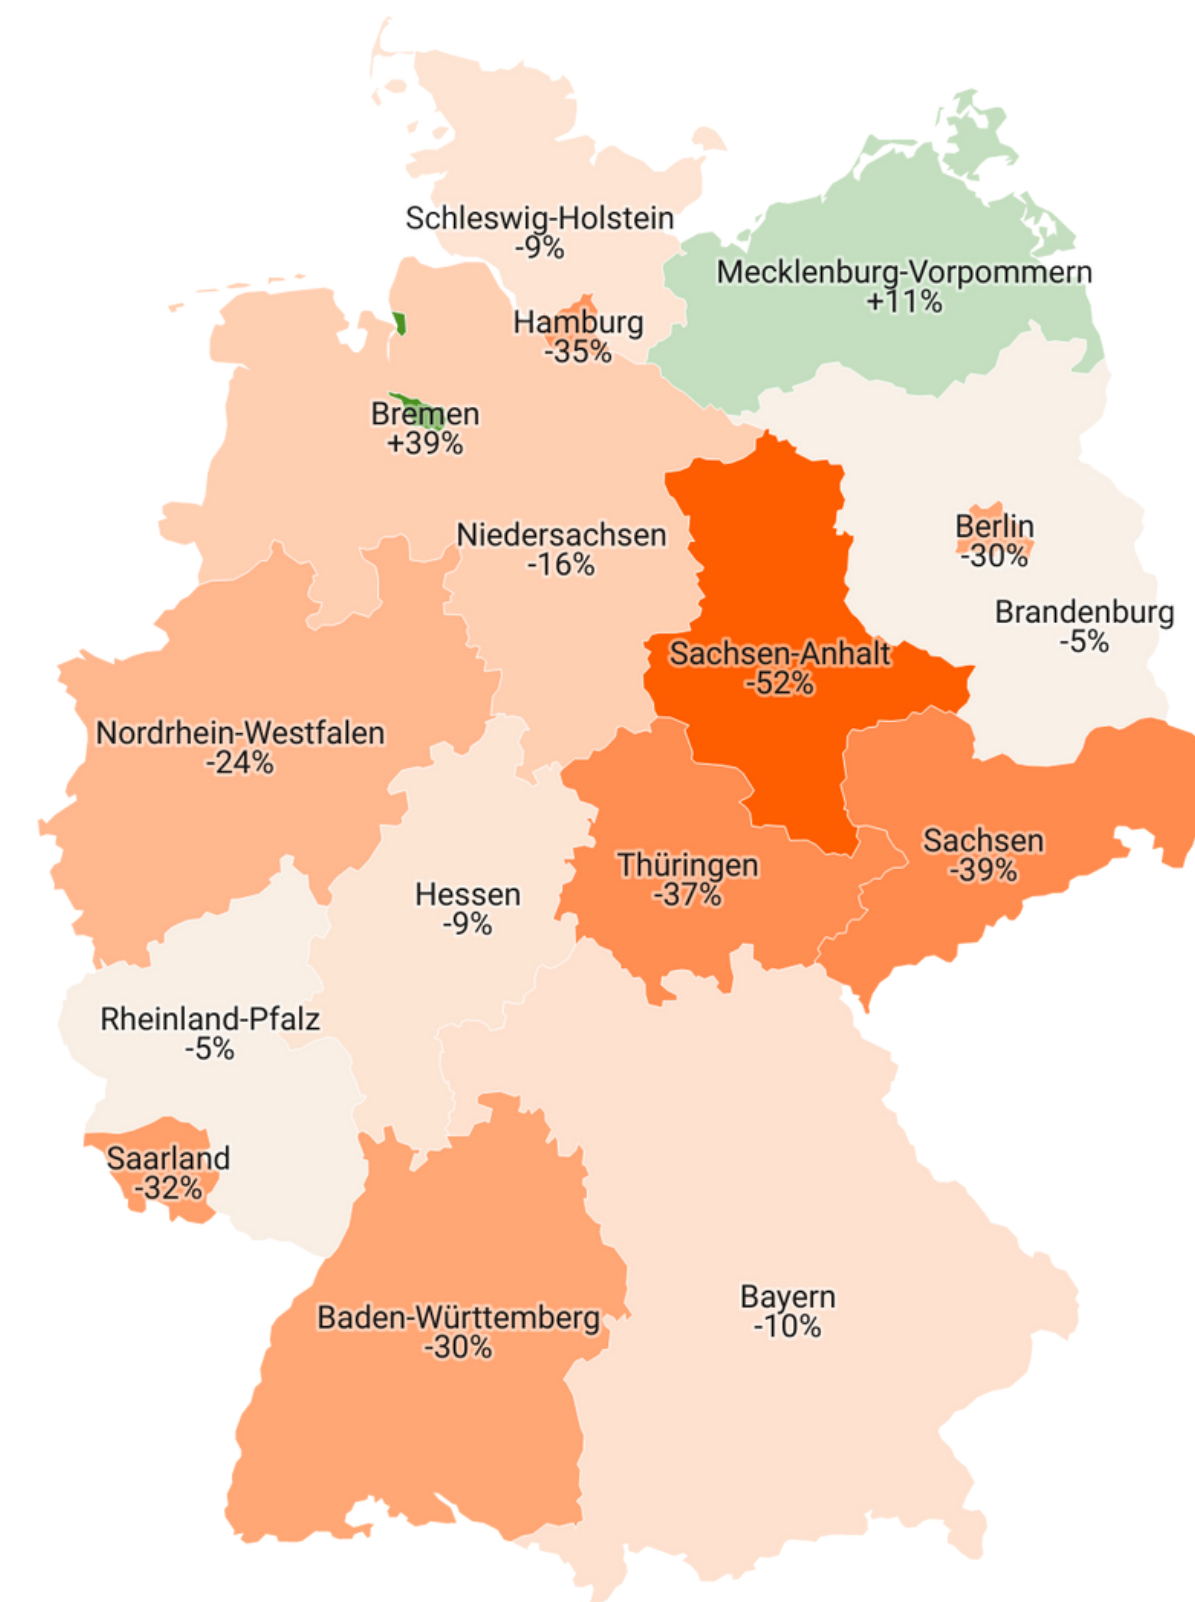 Schleswig-Holstein
-9%
Mecklenburg-Vorpommern
+11%
Hamburg
-35%
Bremen
+39%
Niedersachsen
-16%
Berlin
-30%
Brandenburg
-5%
Sachsen-Anhalt
-52%
Nordrhein-Westfalen
-24%
Sachsen
-39%
Thüringen
-37%
Hessen
-9%
Rheinland-Pfalz
-5%
Saarland
-32%
Baden-Württemberg
-30%
Bayern
-10%